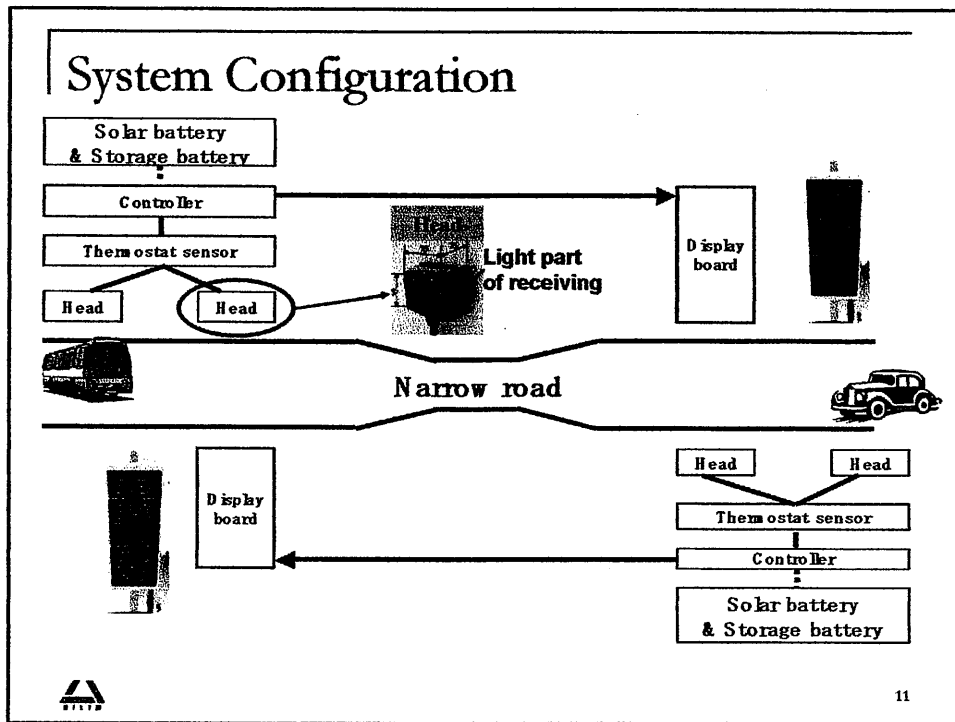 System Configuration
Solar battery
& Storage battery
Controller
Thermostat sensor
Head
Head
Head
Light part
of receiving
Display
board
Narrow road
Display
board
Head
Head
Thermostat sensor
Controller
Solar battery
& Storage battery
11